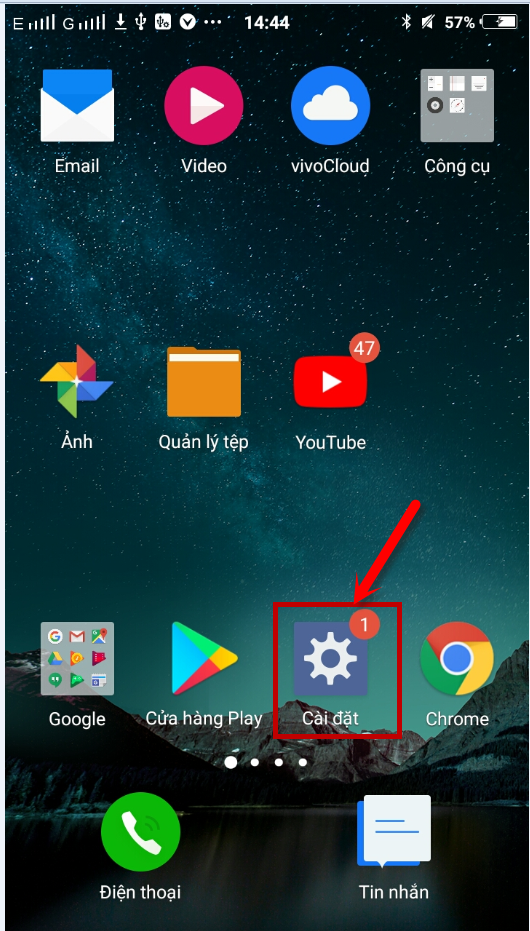 E G 14:44 57%
Email Video vivoCloud Công cụ
47
Ảnh Quản lý tệp YouTube
1
Google Cửa hàng Play Cài đặt Chrome
Điện thoại Tin nhắn